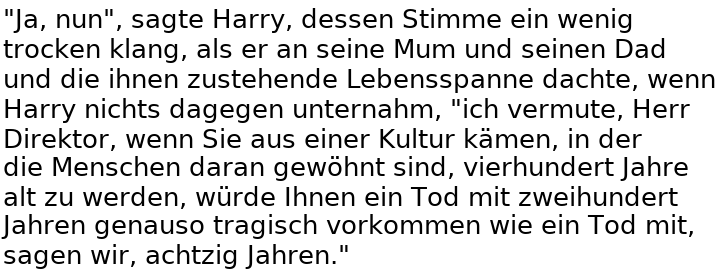 "Ja, nun", sagte Harry, dessen Stimme ein wenig
trocken klang, als er an seine Mum und seinen Dad
und die ihnen zustehende Lebensspanne dachte, wenn
Harry nichts dagegen unternahm, "ich vermute, Herr
Direktor, wenn Sie aus einer Kultur kämen, in der
die Menschen daran gewöhnt sind, vierhundert Jahre
alt zu werden, würde Ihnen ein Tod mit zweihundert
Jahren genauso tragisch vorkommen wie ein Tod mit,
sagen wir, achtzig Jahren."